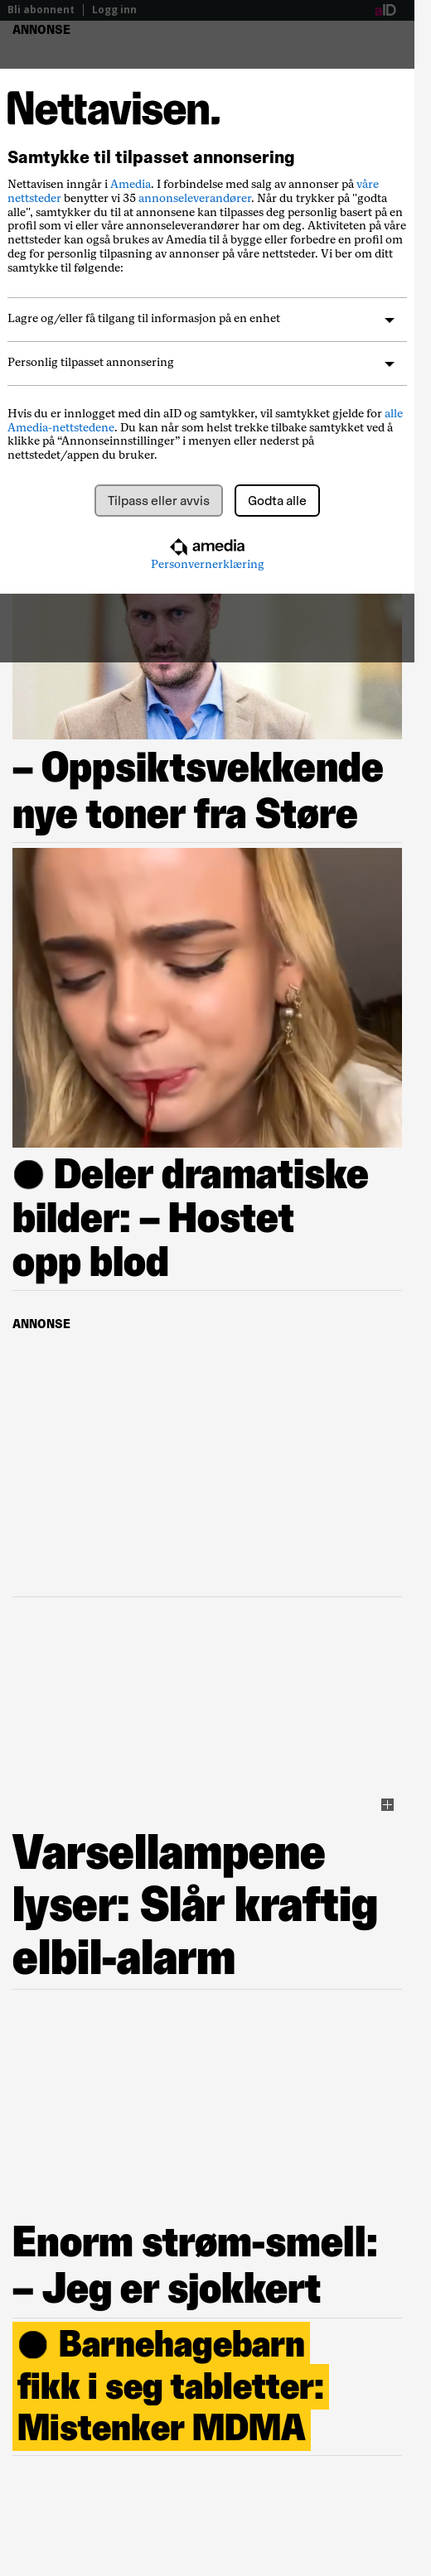 Bli abonnent | Logg inn aID
ANNONSE
Nettavisen.
Samtykke til tilpasset annonsering
Nettavisen inngår i Amedia. I forbindelse med salg av annonser på våre
nettsteder benytter vi 35 annonseleverandører. Når du trykker på "godta
alle", samtykker du til at annonsene kan tilpasses deg personlig basert på en
profil som vi eller våre annonseleverandører har om deg. Aktiviteten på våre
nettsteder kan også brukes av Amedia til å bygge eller forbedre en profil om
deg for personlig tilpasning av annonser på våre nettsteder. Vi ber om ditt
samtykke til følgende:
Lagre og/eller få tilgang til informasjon på en enhet
Personlig tilpasset annonsering
Hvis du er innlogget med din aID og samtykker, vil samtykket gjelde for alle
Amedia-nettstedene. Du kan når som helst trekke tilbake samtykket ved å
klikke på “Annonseinnstillinger” i menyen eller nederst på
nettstedet/appen du bruker.
Tilpass eller avvis Godta alle
amedia
Personvernerklæring
– Oppsiktsvekkende
nye toner fra Støre
● Deler dramatiske
bilder: – Hostet
opp blod
ANNONSE
Varsellampene
lyser: Slår kraftig
elbil-alarm
Enorm strøm-smell:
– Jeg er sjokkert
● Barnehagebarn
fikk i seg tabletter:
Mistenker MDMA